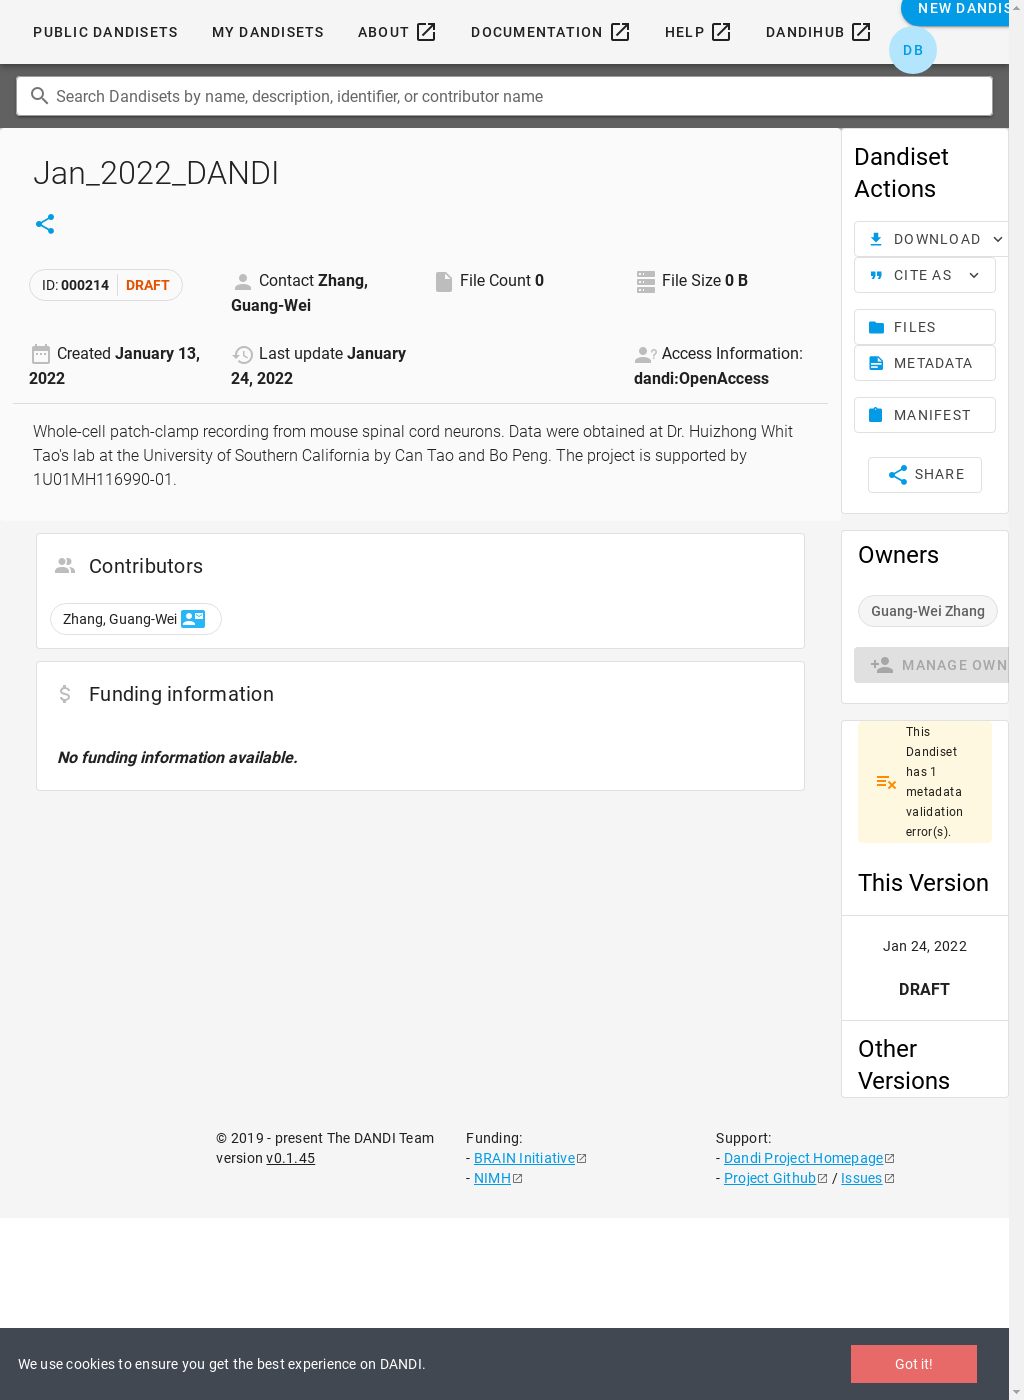 PUBLIC DANDISETS MY DANDISETS ABOUT DOCUMENTATION HELP DANDIHUB NEW DANDIS
DB
Search Dandisets by name, description, identifier, or contributor name
Jan_2022_DANDI
ID: 000214 DRAFT
Contact Zhang,
Guang-Wei
File Count 0
File Size 0 B
Created January 13,
2022
Last update January
24, 2022
Access Information:
dandi:OpenAccess
Whole-cell patch-clamp recording from mouse spinal cord neurons. Data were obtained at Dr. Huizhong Whit
Tao's lab at the University of Southern California by Can Tao and Bo Peng. The project is supported by
1U01MH116990-01.
Contributors
Zhang, Guang-Wei
Funding information
No funding information available.
Dandiset
Actions
DOWNLOAD
CITE AS
FILES
METADATA
MANIFEST
SHARE
Owners
Guang-Wei Zhang
MANAGE OWN
This
Dandiset
has 1
metadata
validation
error(s).
This Version
Jan 24, 2022
DRAFT
Other
Versions
© 2019 - present The DANDI Team
version v0.1.45
Funding:
- BRAIN Initiative
- NIMH
Support:
- Dandi Project Homepage
- Project Github / Issues
We use cookies to ensure you get the best experience on DANDI.
Got it!